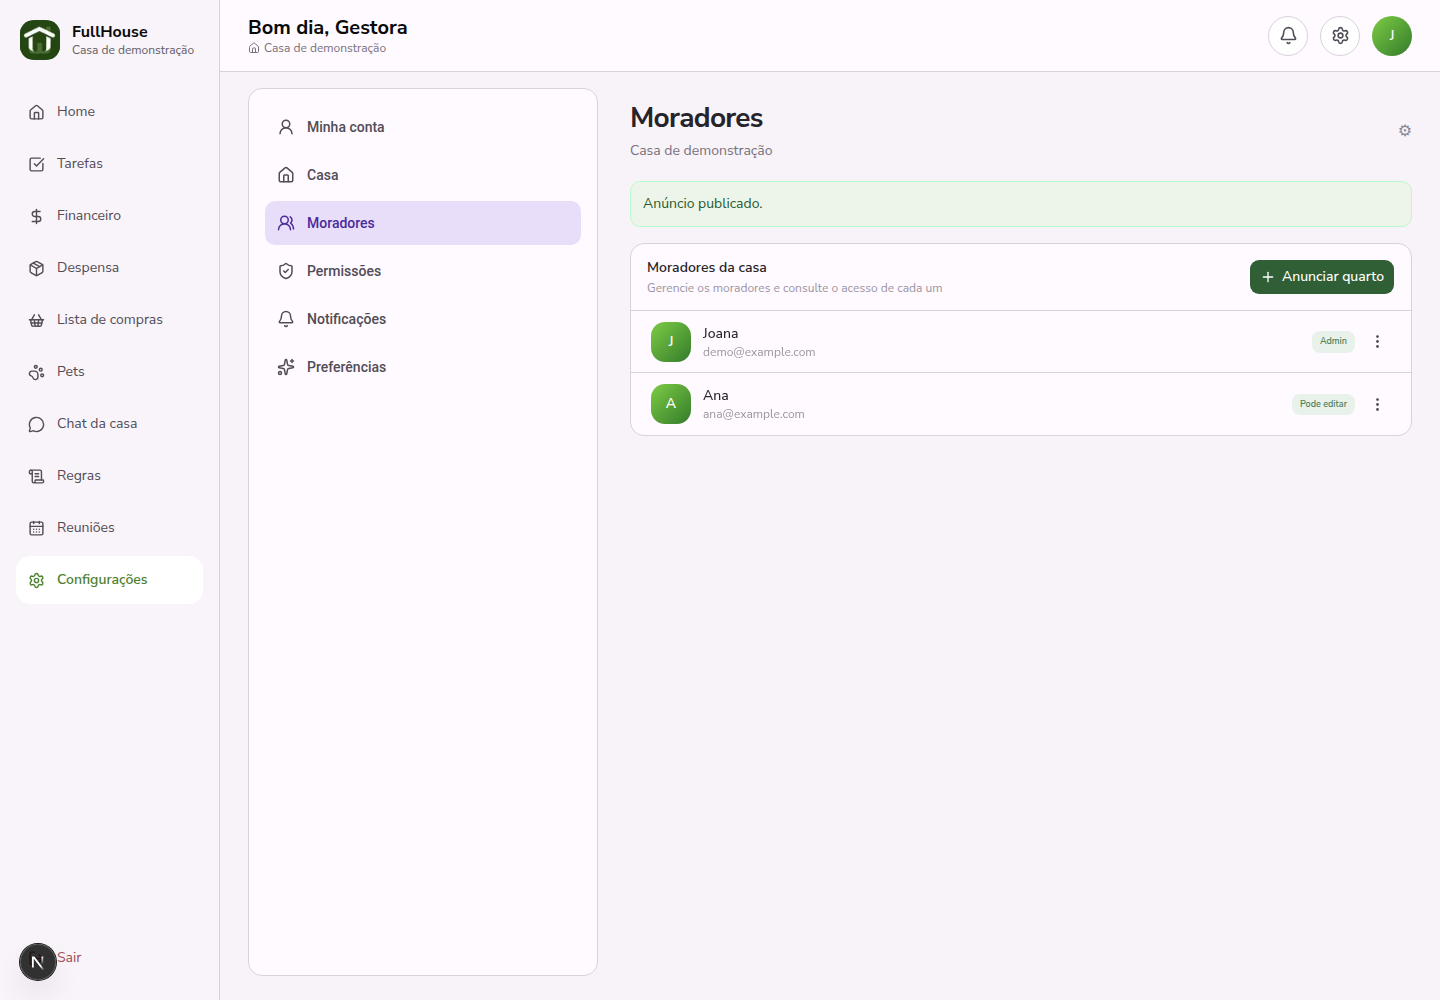 FullHouse
Casa de demonstração
Home
Tarefas
Financeiro
Despensa
Lista de compras
Pets
Chat da casa
Regras
Reuniões
Configurações
N
Sair
Bom dia, Gestora
Casa de demonstração
J
Minha conta
Casa
Moradores
Permissões
Notificações
Preferências
Moradores
Casa de demonstração
Anúncio publicado.
Moradores da casa
Gerencie os moradores e consulte o acesso de cada um
Anunciar quarto
J
Joana
demo@example.com
Admin
A
Ana
ana@example.com
Pode editar